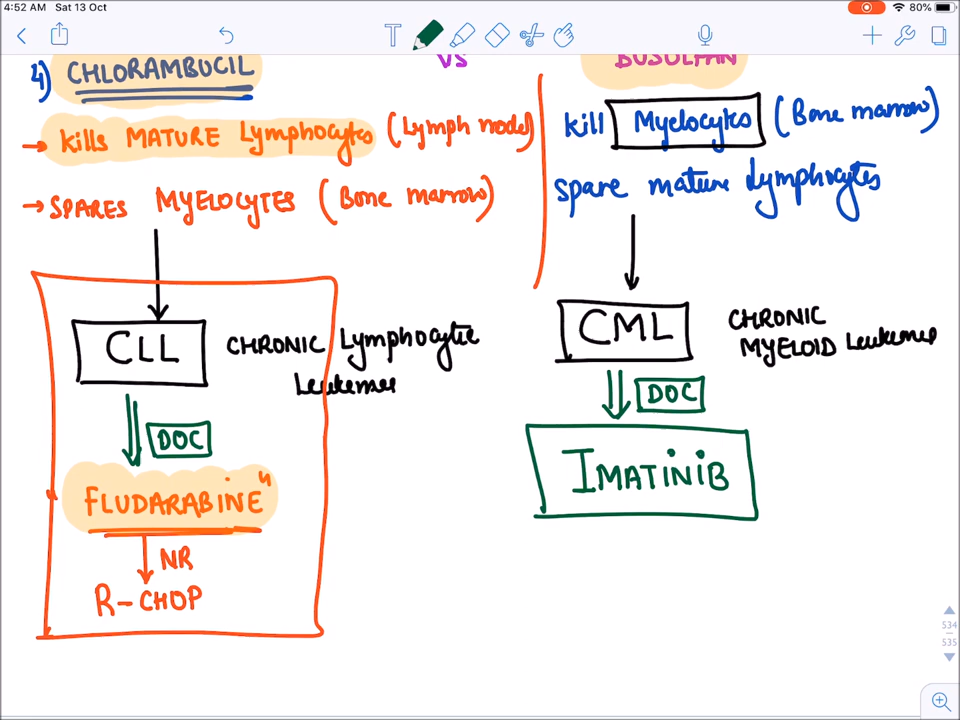 4:52 AM Sat 13 Oct
80%
T
4) CHLORAMBUCIL
VS
BUSULFAN
→ kills MATURE Lymphocytes (Lymph node)
→ SPARES MYELOCYTES (Bone marrow)
kill Myelocytes (Bone marrow)
spare mature lymphocytes
CLL
CHRONIC Lymphocytic
Leukemia
DOC
FLUDARABINE"
NR
R-CHOP
CML
CHRONIC
MYELOID Leukemia
DOC
IMATINIB
534
535